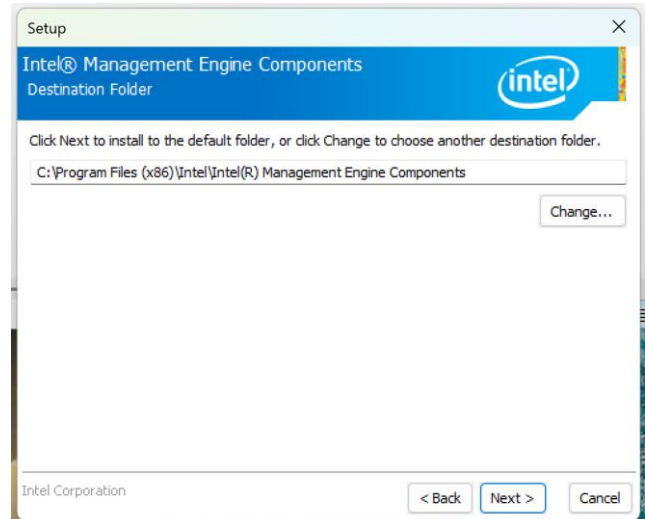 Setup
Intel® Management Engine Components
Destination Folder
intel
Click Next to install to the default folder, or click Change to choose another destination folder.
C:\Program Files (x86)\Intel\Intel(R) Management Engine Components
Change...
Intel Corporation
< Back
Next >
Cancel